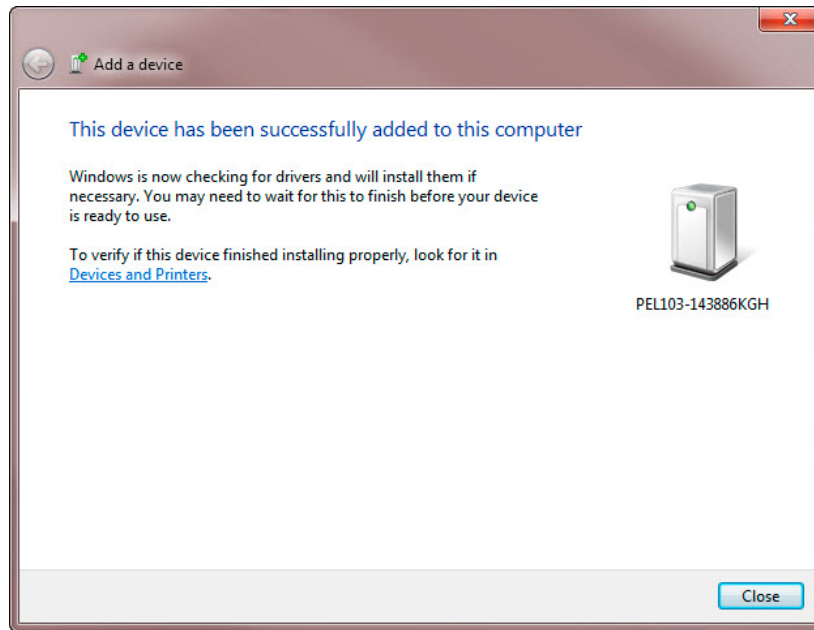 Add a device
This device has been successfully added to this computer
Windows is now checking for drivers and will install them if
necessary. You may need to wait for this to finish before your device
is ready to use.
To verify if this device finished installing properly, look for it in
Devices and Printers.
PEL103-143886KGH
Close